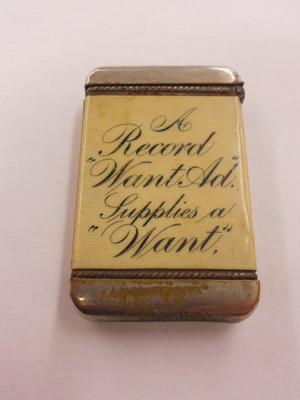 A
Record
"Want Ad".
Supplies a
"Want".